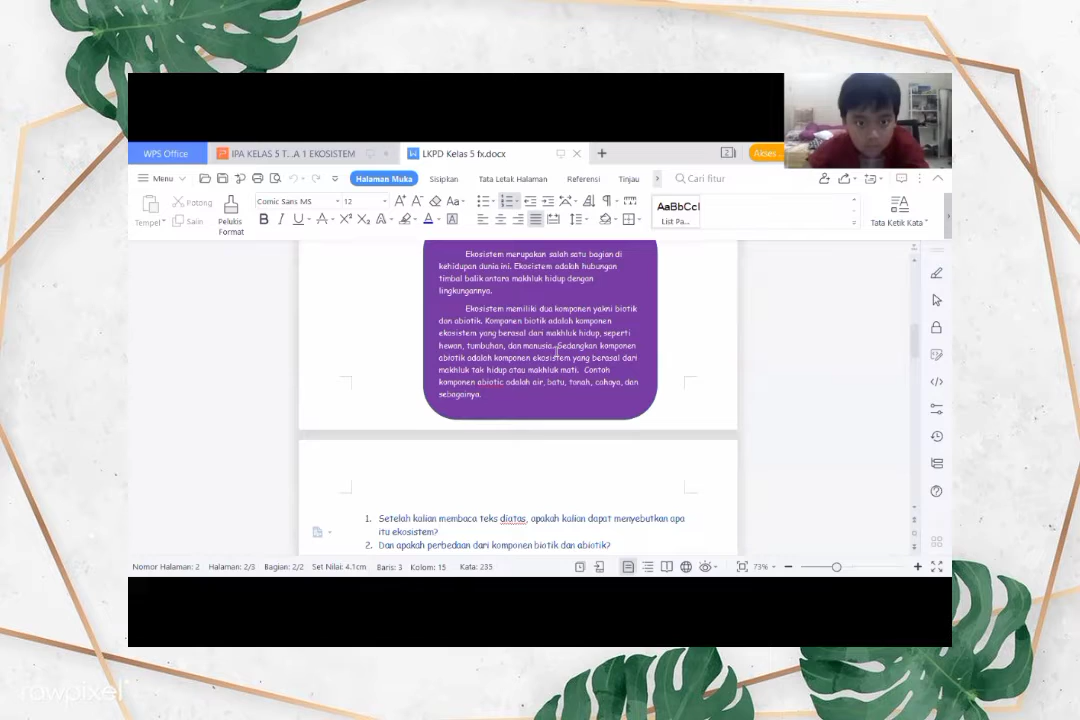 WPS Office
IPA KELAS 5 T...A 1 EKOSISTEM
LKPD Kelas 5 fx.docx
2
Akses...
Menu
Halaman Muka
Sisipkan
Tata Letak Halaman
Referensi
Tinjau
Cari fitur
Tempel
Potong
Salin
Pelukis
Format
Comic Sans MS
12
AaBbCcI
List Pa...
Tata Ketik Kata
Ekosistem merupakan salah satu bagian di
kehidupan dunia ini. Ekosistem adalah hubungan
timbal balik antara makhluk hidup dengan
lingkungannya.
Ekosistem memiliki dua komponen yakni biotik
dan abiotik. Komponen biotik adalah komponen
ekosistem yang berasal dari makhluk hidup, seperti
hewan, tumbuhan, dan manusia. Sedangkan komponen
abiotik adalah komponen ekosistem yang berasal dari
makhluk tak hidup atau makhluk mati. Contoh
komponen abiotic adalah air, batu, tanah, cahaya, dan
sebagainya.
1. Setelah kalian membaca teks diatas, apakah kalian dapat menyebutkan apa
itu ekosistem?
2. Dan apakah perbedaan dari komponen biotik dan abiotik?
Nomor Halaman: 2 Halaman: 2/3 Bagian: 2/2 Set Nilai: 4.1cm Baris: 3 Kolom: 15 Kata: 235
73%
rawpixel